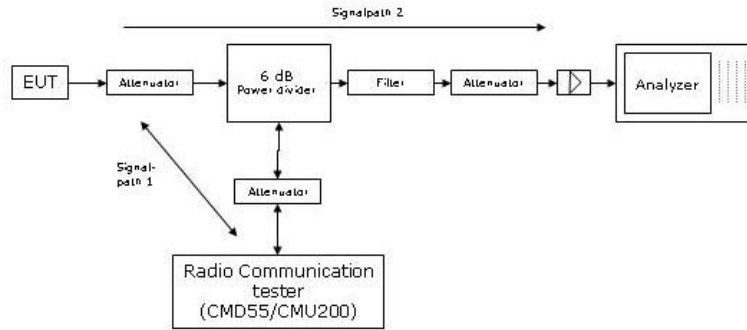 Signalpath 2
EUT
Attenuator
6 dB
Power divider
Filter
Attenuator
Analyzer
Signal-
path 1
Attenuator
Radio Communication
tester
(CMD55/CMU200)